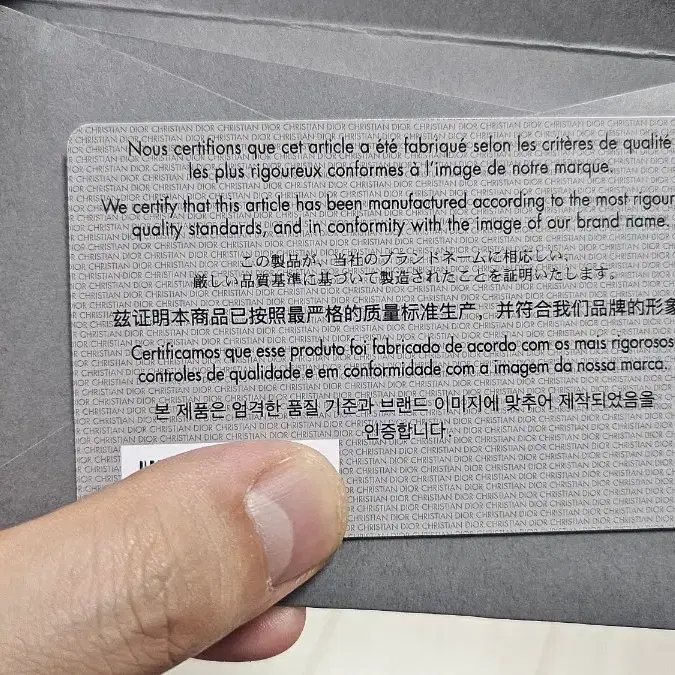 Nous certifions que cet article a été fabriqué selon les critères de qualité
les plus rigoureux conformes à l'image de notre marque.
We certify that this article has been manufactured according to the most
quality standards, and in conformity with the image of our brand name.
この製品が、当社のブランドネームに相応しい、
厳しい品質基準に基づいて製造されたことを証明いたします。
兹证明本商品已按照最严格的质量标准生产，并符合我们品牌的形象
Certificamos que esse produto foi fabricado de acordo com os mais rigorosos
controles de qualidade e em conformidade com a imagem da nossa marca.
본 제품은 엄격한 품질 기준과 브랜드 이미지에 맞추어 제작되었음을
인증합니다.
CHRISTIAN DIOR